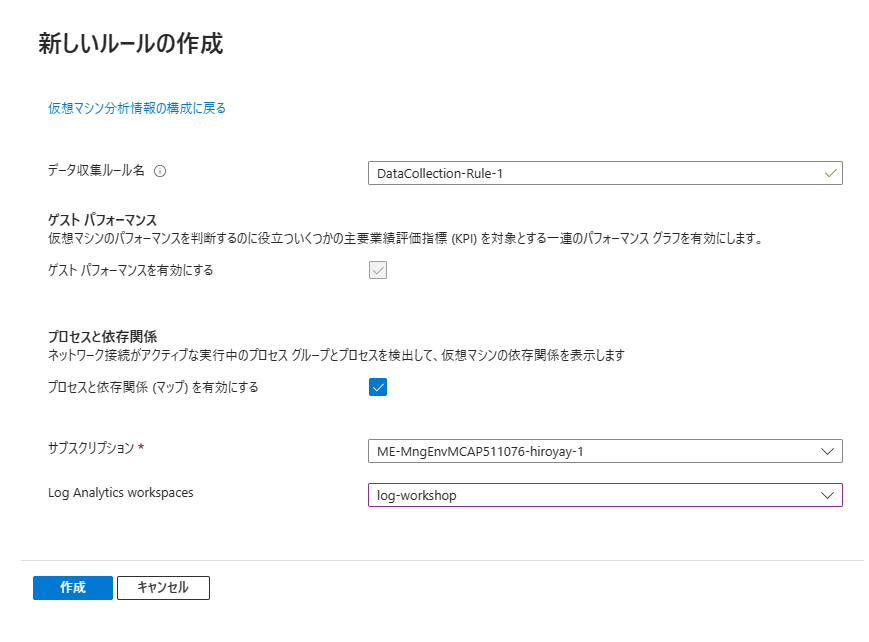 新しいルールの作成
仮想マシン分析情報の構成に戻る
データ収集ルール名
DataCollection-Rule-1
ゲスト パフォーマンス
仮想マシンのパフォーマンスを判断するのに役立ついくつかの主要業績評価指標 (KPI) を対象とする一連のパフォーマンス グラフを有効にします。
ゲスト パフォーマンスを有効にする
プロセスと依存関係
ネットワーク接続がアクティブな実行中のプロセス グループとプロセスを検出して、仮想マシンの依存関係を表示します
プロセスと依存関係 (マップ) を有効にする
サブスクリプション *
ME-MngEnvMCAP511076-hiroyay-1
Log Analytics workspaces
log-workshop
作成
キャンセル